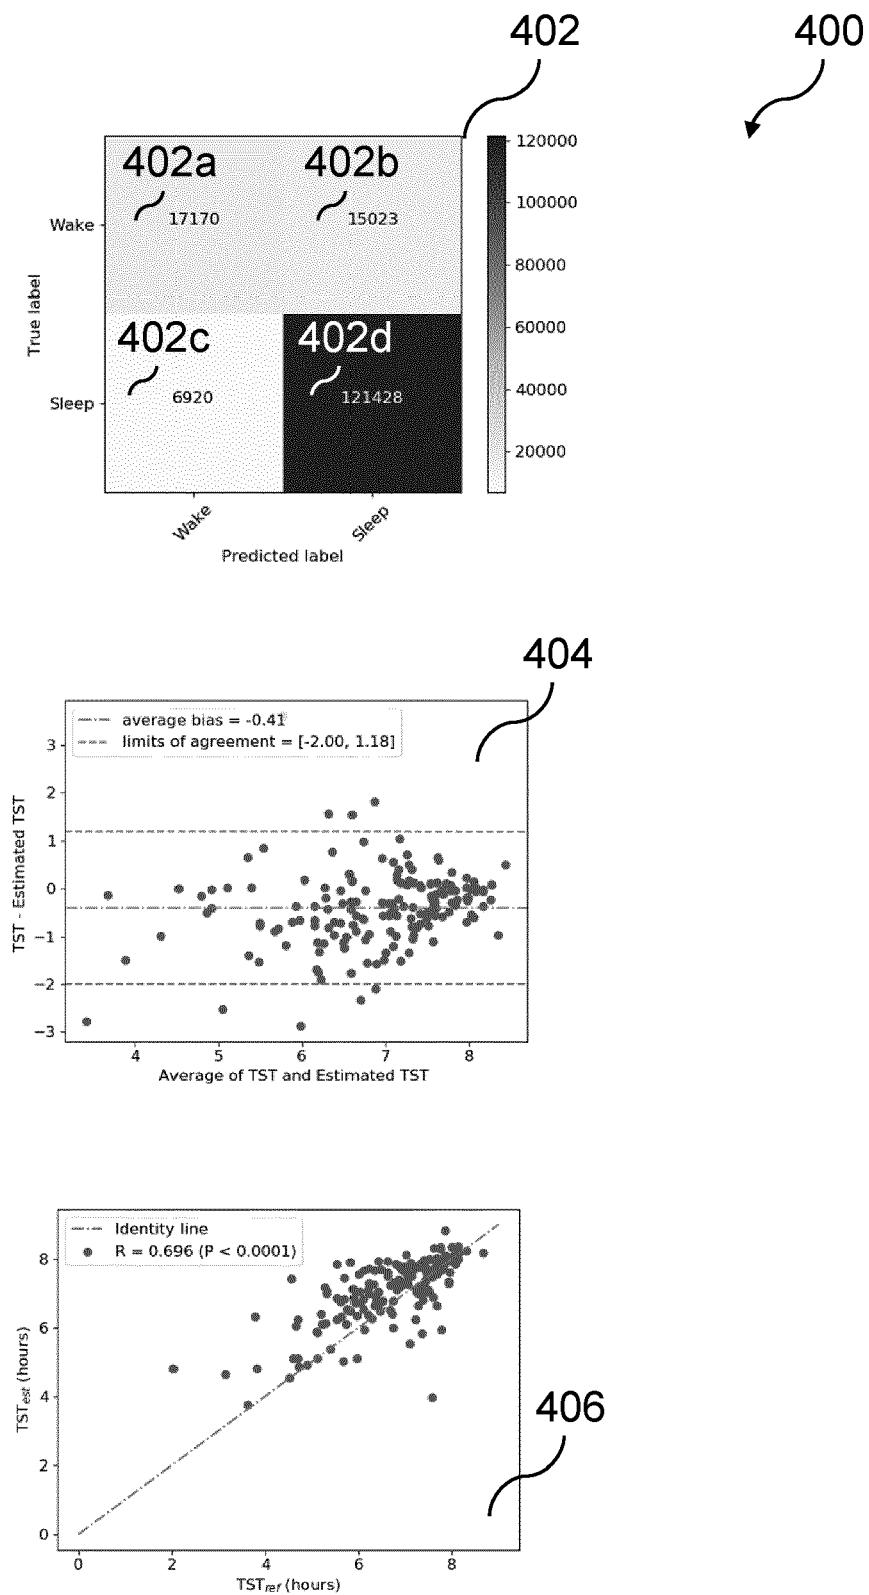 402
400
402a
402b
17170
15023
Wake
402c
402d
6920
121428
Sleep
True label
Wake
Sleep
Predicted label
120000
100000
80000
60000
40000
20000
404
average bias = -0.41
limits of agreement = [-2.00, 1.18]
3
2
1
0
−1
−2
−3
TST - Estimated TST
4 5 6 7 8
Average of TST and Estimated TST
406
Identity line
R = 0.696 (P < 0.0001)
8
6
4
2
0
TSTest (hours)
0 2 4 6 8
TSTref (hours)